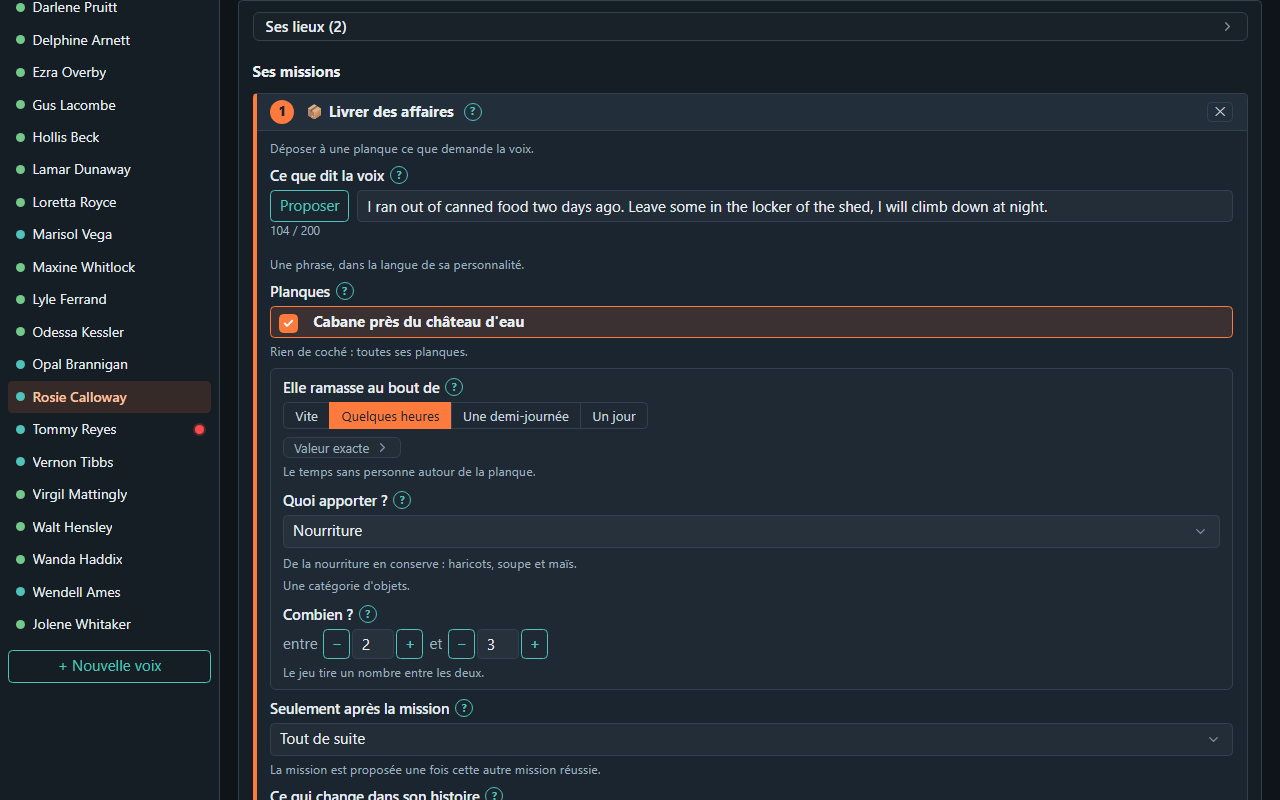 Darlene Pruitt
Delphine Arnett
Ezra Overby
Gus Lacombe
Hollis Beck
Lamar Dunaway
Loretta Royce
Marisol Vega
Maxine Whitlock
Lyle Ferrand
Odessa Kessler
Opal Brannigan
Rosie Calloway
Tommy Reyes
Vernon Tibbs
Virgil Mattingly
Walt Hensley
Wanda Haddix
Wendell Ames
Jolene Whitaker
+ Nouvelle voix
Ses lieux (2)
Ses missions
1 Livrer des affaires ?
Déposer à une planque ce que demande la voix.
Ce que dit la voix ?
Proposer I ran out of canned food two days ago. Leave some in the locker of the shed, I will climb down at night.
104 / 200
Une phrase, dans la langue de sa personnalité.
Planques ?
Cabane près du château d'eau
Rien de coché : toutes ses planques.
Elle ramasse au bout de ?
Vite Quelques heures Une demi-journée Un jour
Valeur exacte
Le temps sans personne autour de la planque.
Quoi apporter ? ?
Nourriture
De la nourriture en conserve : haricots, soupe et maïs.
Une catégorie d'objets.
Combien ? ?
entre − 2 + et − 3 +
Le jeu tire un nombre entre les deux.
Seulement après la mission ?
Tout de suite
La mission est proposée une fois cette autre mission réussie.
Ce qui change dans son histoire ?